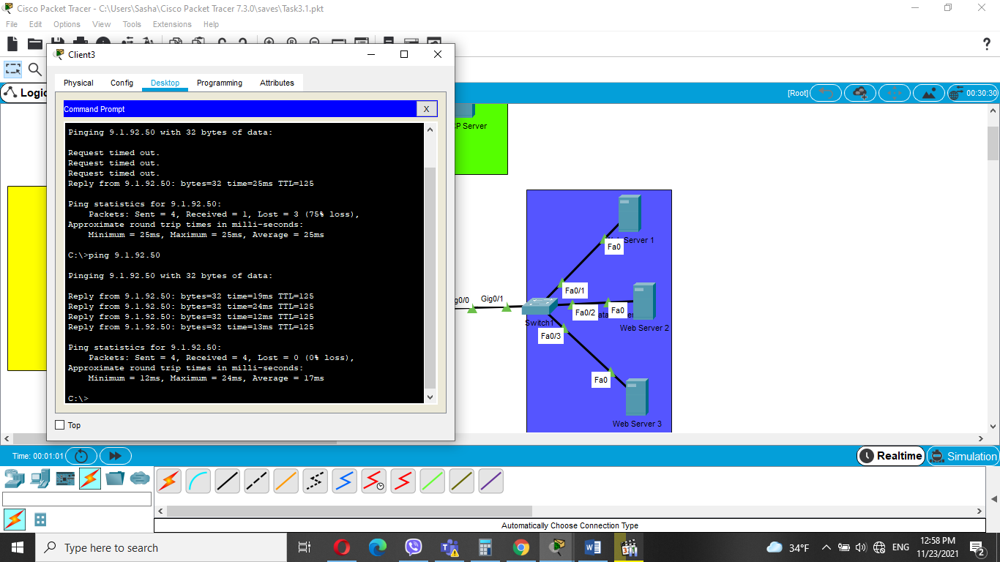 Cisco Packet Tracer - C:\Users\Sasha\Cisco Packet Tracer 7.3.0\saves\Task3.1.pkt
File Edit Options View Tools Extensions Help
?
Client3
Physical Config Desktop Programming Attributes
Logic
[Root]
00:30:30
Command Prompt
X
Pinging 9.1.92.50 with 32 bytes of data:
Request timed out.
Request timed out.
Request timed out.
Reply from 9.1.92.50: bytes=32 time=25ms TTL=125
Ping statistics for 9.1.92.50:
Packets: Sent = 4, Received = 1, Lost = 3 (75% loss),
Approximate round trip times in milli-seconds:
Minimum = 25ms, Maximum = 25ms, Average = 25ms
C:\>ping 9.1.92.50
Pinging 9.1.92.50 with 32 bytes of data:
Reply from 9.1.92.50: bytes=32 time=19ms TTL=125
Reply from 9.1.92.50: bytes=32 time=24ms TTL=125
Reply from 9.1.92.50: bytes=32 time=12ms TTL=125
Reply from 9.1.92.50: bytes=32 time=13ms TTL=125
Ping statistics for 9.1.92.50:
Packets: Sent = 4, Received = 4, Lost = 0 (0% loss),
Approximate round trip times in milli-seconds:
Minimum = 12ms, Maximum = 24ms, Average = 17ms
C:\>
Top
CP Server
Server 1
Fa0
Fa0/1
g0/0
Gig0/1
Fa0/2
Fa0
Switch1
Web Server 2
Fa0/3
Fa0
Web Server 3
Time: 00:01:01
Realtime
Simulation
Automatically Choose Connection Type
Type here to search
34°F
ENG
12:58 PM
11/23/2021
2